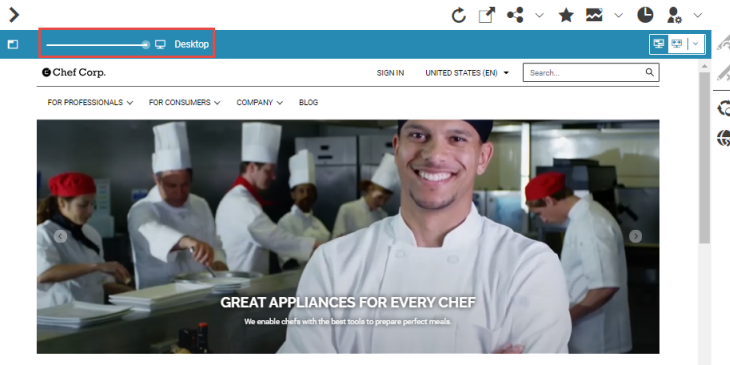 Desktop
Chef Corp.
SIGN IN
UNITED STATES (EN)
Search...
FOR PROFESSIONALS
FOR CONSUMERS
COMPANY
BLOG
GREAT APPLIANCES FOR EVERY CHEF
We enable chefs with the best tools to prepare perfect meals.